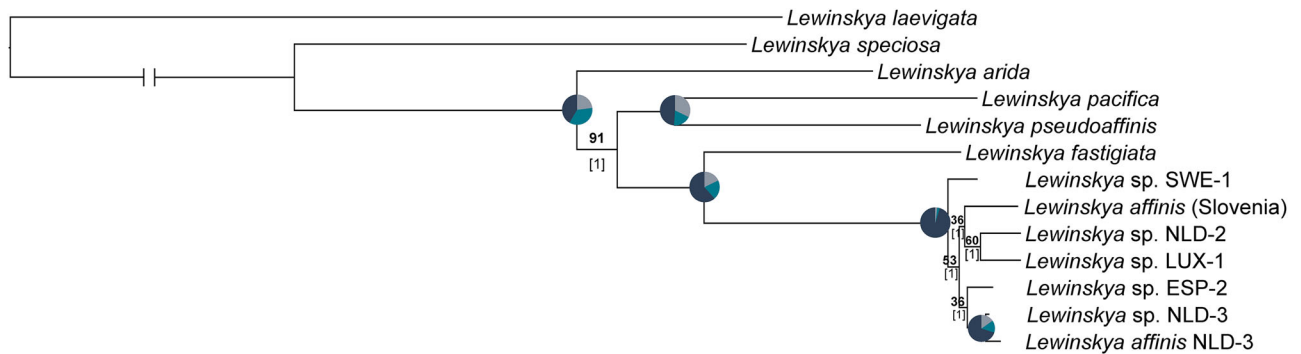 Lewinskya laevigata
Lewinskya speciosa
Lewinskya arida
Lewinskya pacifica
Lewinskya pseudoaffinis
91
[1]
Lewinskya fastigiata
Lewinskya sp. SWE-1
Lewinskya affinis (Slovenia)
36
[1]
Lewinskya sp. NLD-2
60
[1]
Lewinskya sp. LUX-1
53
[1]
Lewinskya sp. ESP-2
36
[1]
Lewinskya sp. NLD-3
Lewinskya affinis NLD-3